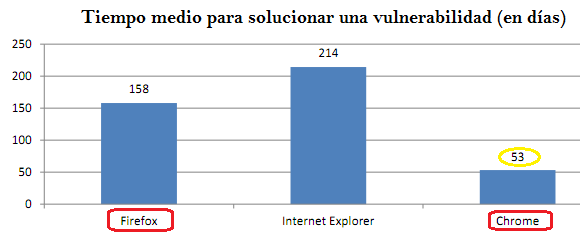 Tiempo medio para solucionar una vulnerabilidad (en días)
250
200
150
100
50
0
158
214
53
Firefox
Internet Explorer
Chrome